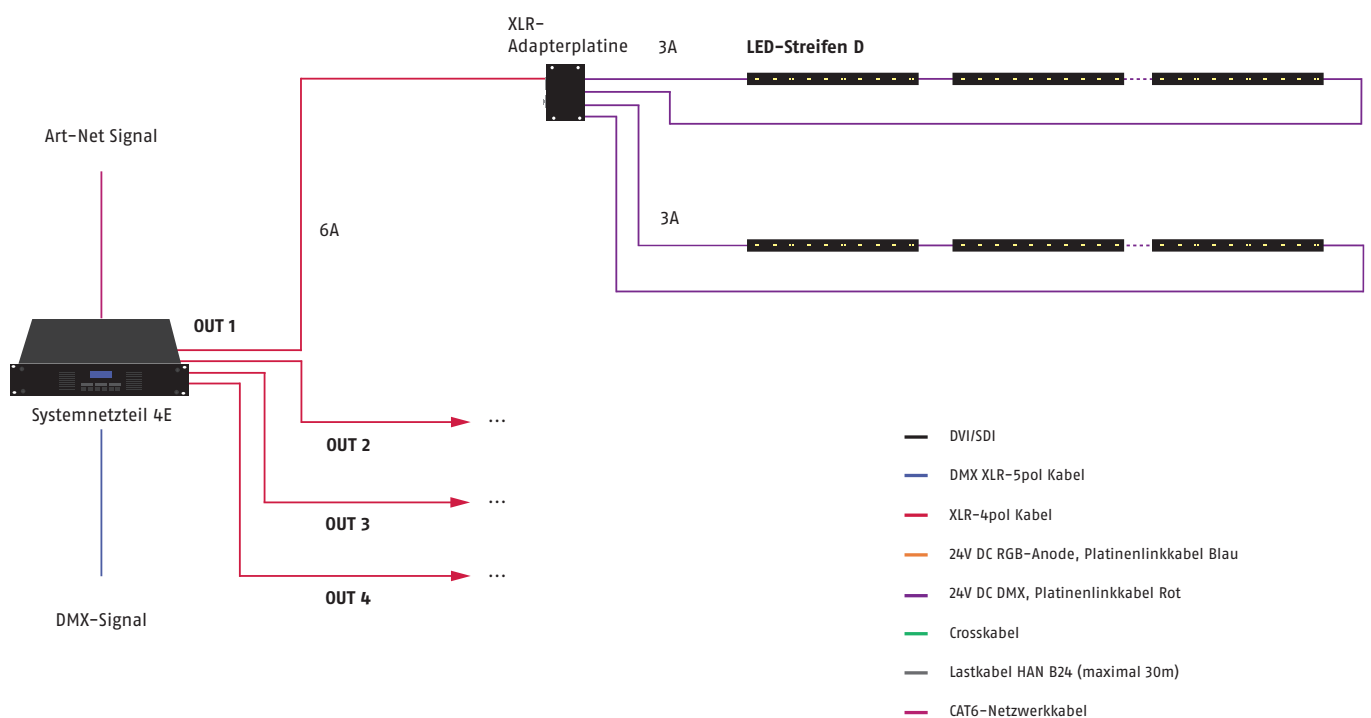 XLR-
Adapterplatine
3A
LED-Streifen D
Art-Net Signal
6A
3A
OUT 1
Systemnetzteil 4E
OUT 2
...
OUT 3
...
OUT 4
...
DMX-Signal
DVI/SDI
DMX XLR-5pol Kabel
XLR-4pol Kabel
24V DC RGB-Anode, Platinenlinkkabel Blau
24V DC DMX, Platinenlinkkabel Rot
Crosskabel
Lastkabel HAN B24 (maximal 30m)
CAT6-Netzwerkkabel